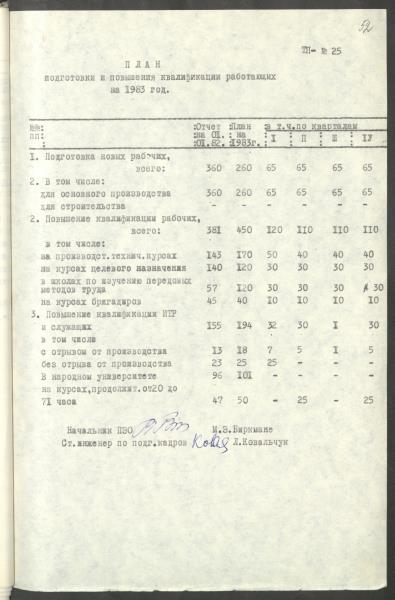 52
ТП- № 25
П Л А Н
подготовки и повышения квалификации работающих
на 1983 год.
№№: :Отчет :План :в т.ч.по кварталам
пп: :на 01. :на : I : П : Ш : IУ
:01.82. :1983г.:
1. Подготовка новых рабочих,
всего: 360 260 65 65 65 65
2. В том числе:
для основного производства 360 260 65 65 65 65
для строительства - - - - - -
2. Повышение квалификации рабочих,
всего: 381 450 120 110 110 110
в том числе:
на производст.технич.курсах 143 170 50 40 40 40
на курсах целевого назначения 140 120 30 30 30 30
в школах по изучению передовых
методов труда 57 120 30 30 30 30
на курсах бригадиров 45 40 10 10 10 10
3. Повышение квалификации ИТР
и служащих 155 194 32 30 I 30
в том числе
с отрывом от производства 13 18 7 5 I 5
без отрыва от производства 23 25 25 - - -
В народном университете 96 101 - - - -
на курсах,продолжит.от20 до
71 часа 47 50 - 25 - 25
Начальник ПЭО М.Э.Биркмане
Ст.инженер по подг.кадров Л.Ковальчук